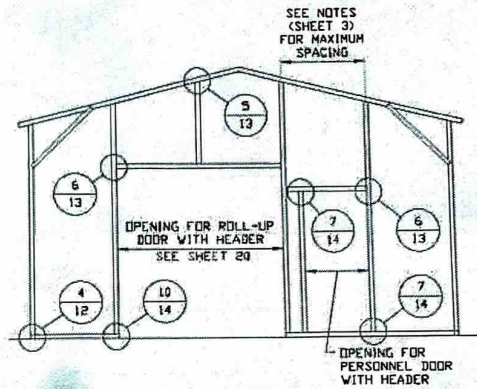 SEE NOTES
(SHEET 3)
FOR MAXIMUM
SPACING
5
13
6
13
OPENING FOR ROLL-UP
DOOR WITH HEADER
SEE SHEET 20
7
14
6
13
4
12
10
14
7
14
OPENING FOR
PERSONNEL DOOR
WITH HEADER